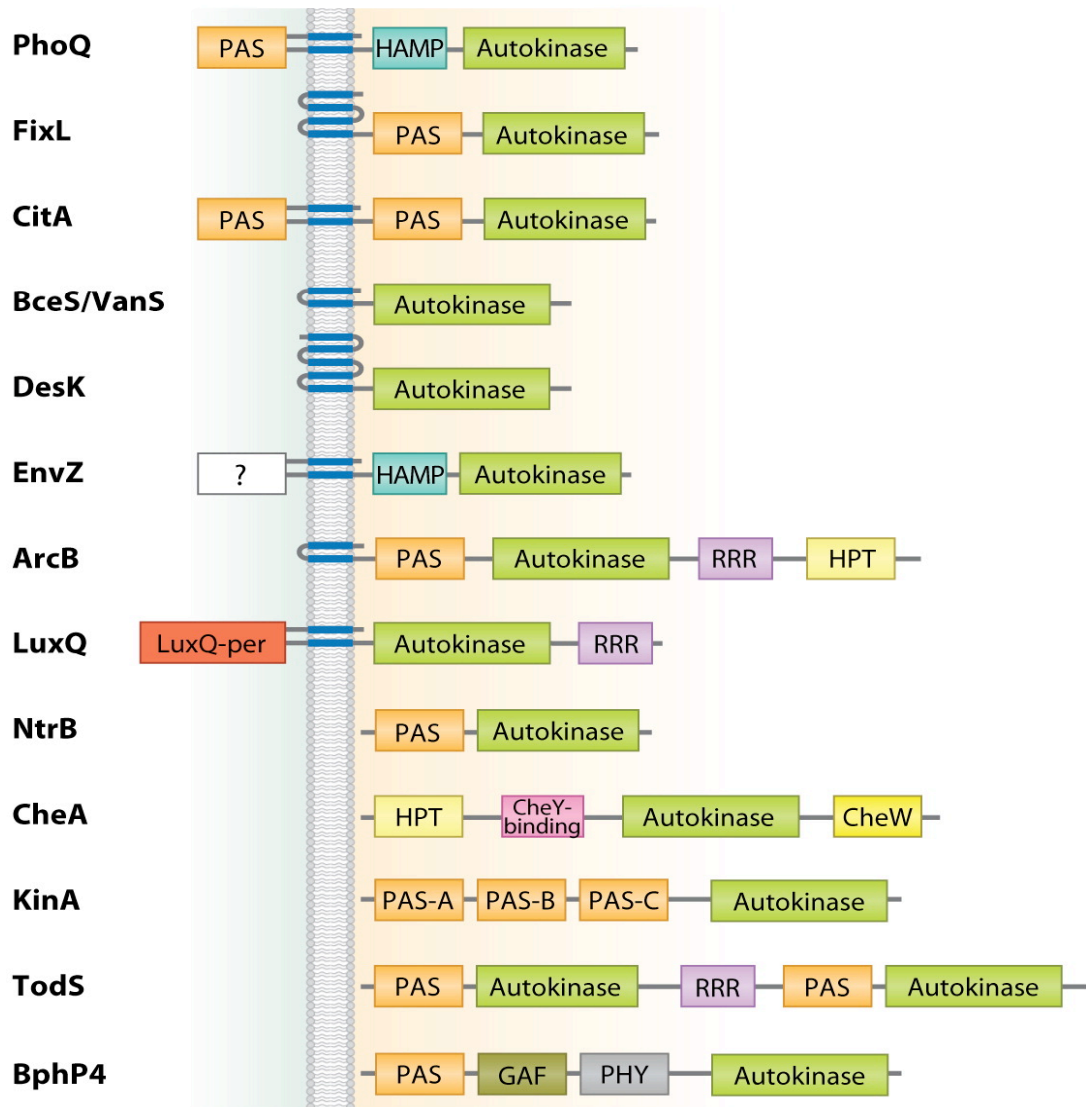 PhoQ PAS HAMP Autokinase
FixL PAS Autokinase
CitA PAS PAS Autokinase
BceS/VanS Autokinase
DesK Autokinase
EnvZ ? HAMP Autokinase
ArcB PAS Autokinase RRR HPT
LuxQ LuxQ-per Autokinase RRR
NtrB PAS Autokinase
CheA HPT CheY-
binding Autokinase CheW
KinA PAS-A PAS-B PAS-C Autokinase
TodS PAS Autokinase RRR PAS Autokinase
BphP4 PAS GAF PHY Autokinase